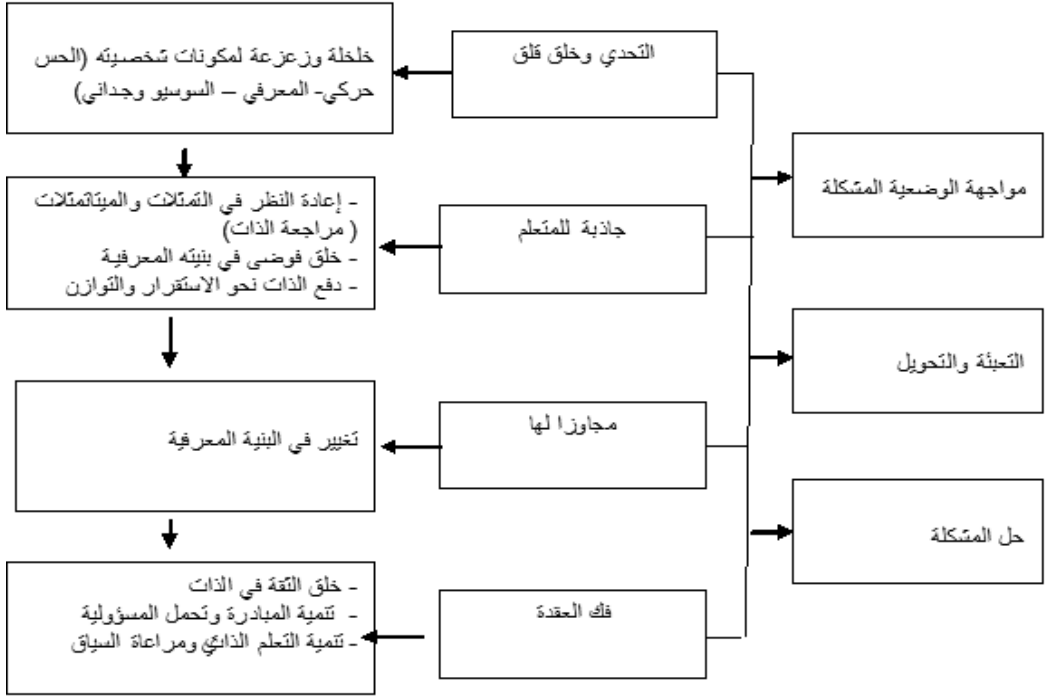 مواجهة الوضعية المشكلة
التعبئة والتحويل
حل المشكلة
التحدي وخلق قلق
جاذبة للمتعلم
مجاوزا لها
فك العقدة
خلخلة وزعزعة لمكونات شخصيته (الحس
حركي- المعرفي – السوسيو وجداني)
- إعادة النظر في التمثلات والميتاتمثلات
( مراجعة الذات)
- خلق فوضى في بنيته المعرفية
- دفع الذات نحو الاستقرار والتوازن
تغيير في البنية المعرفية
- خلق الثقة في الذات
- تنمية المبادرة وتحمل المسؤولية
- تنمية التعلم الذاتي ومراعاة السياق